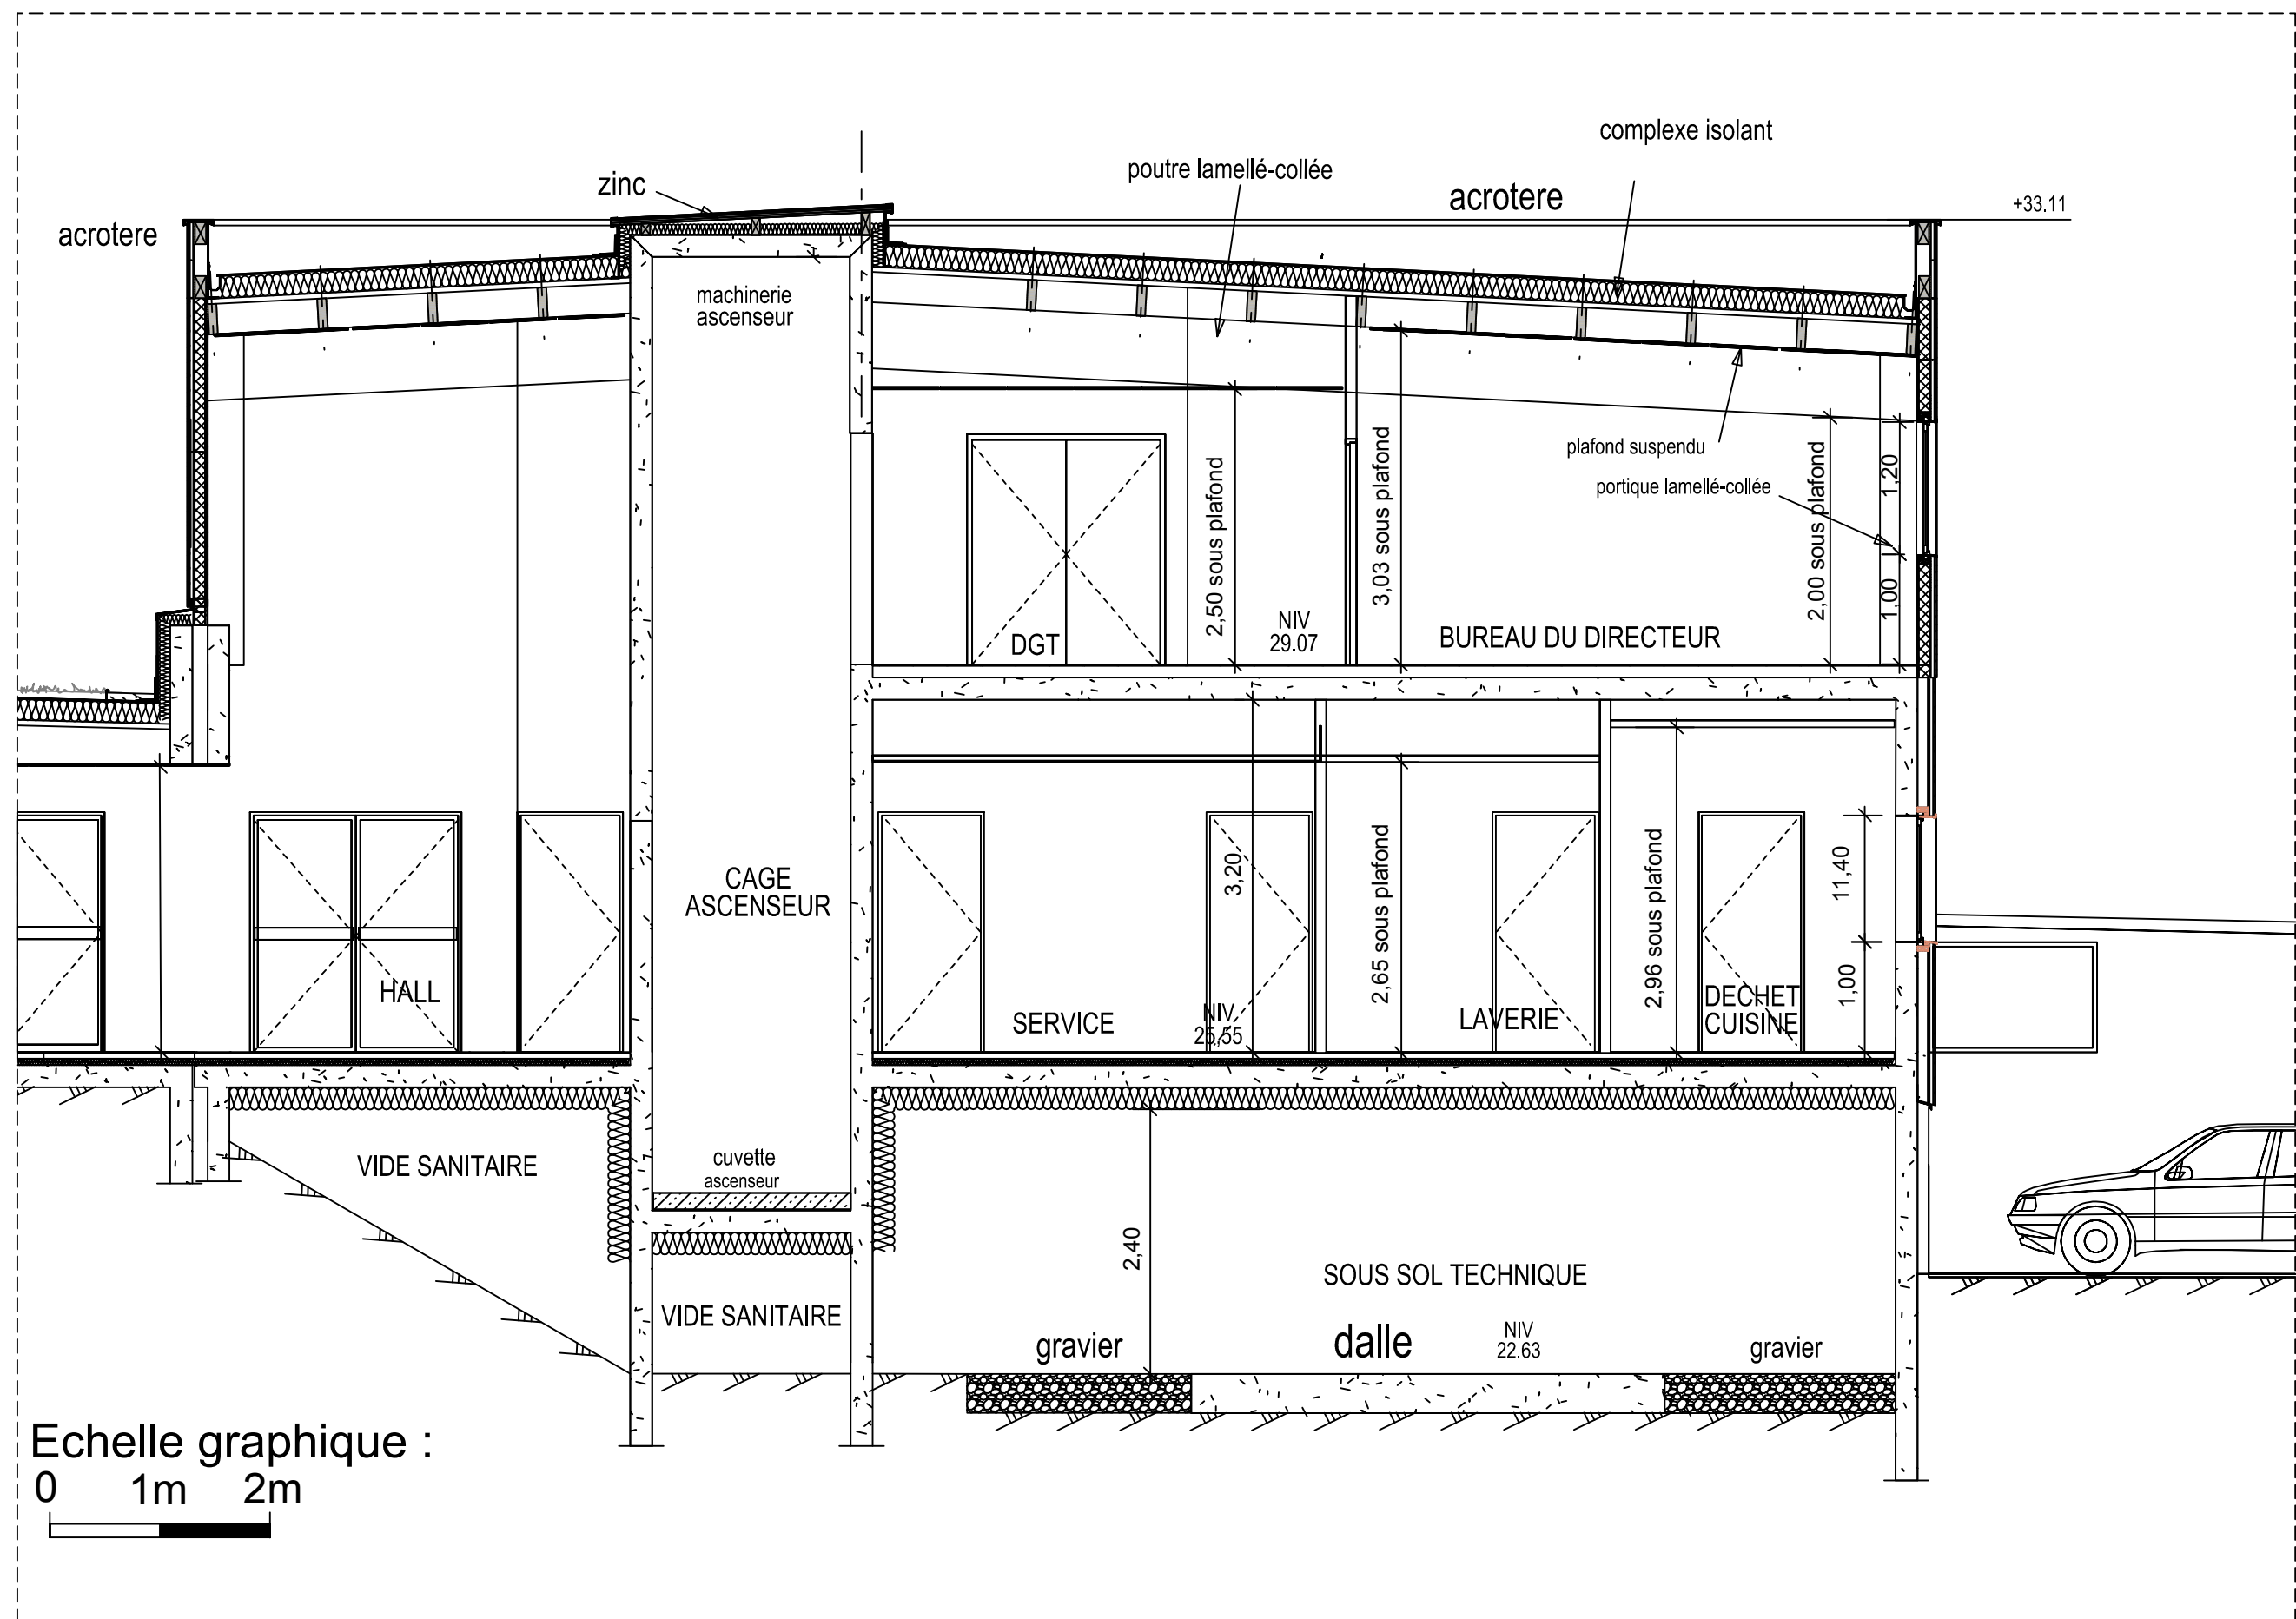 complexe isolant
poutre lamellé-collée
zinc
acrotere
+33.11
acrotere
machinerie
ascenseur
plafond suspendu
portique lamellé-collée
2,50 sous plafond
3,03 sous plafond
2,00 sous plafond
1,20
1,00
NIV
29.07
DGT
BUREAU DU DIRECTEUR
CAGE
ASCENSEUR
3,20
2,65 sous plafond
2,96 sous plafond
11,40
1,00
HALL
SERVICE
NIV
25,55
LAVERIE
DECHET
CUISINE
VIDE SANITAIRE
cuvette
ascenseur
2,40
SOUS SOL TECHNIQUE
VIDE SANITAIRE
gravier
dalle
NIV
22.63
gravier
Echelle graphique :
0 1m 2m